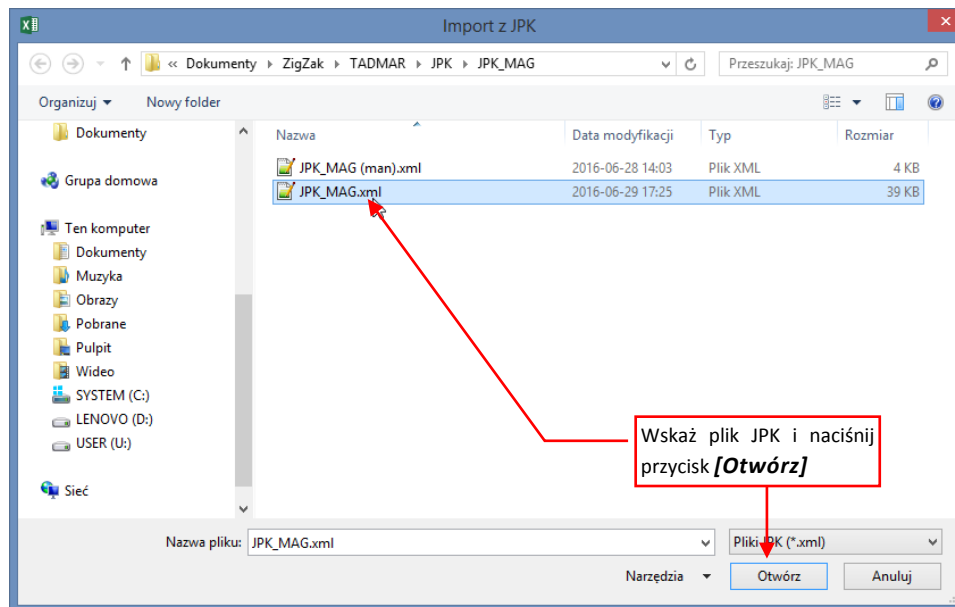 Import z JPK
« Dokumenty ▸ ZigZak ▸ TADMAR ▸ JPK ▸ JPK_MAG
Przeszukaj: JPK_MAG
Organizuj Nowy folder
Dokumenty
Grupa domowa
Ten komputer
Dokumenty
Muzyka
Obrazy
Pobrane
Pulpit
Wideo
SYSTEM (C:)
LENOVO (D:)
USER (U:)
Sieć
Nazwa Data modyfikacji Typ Rozmiar
JPK_MAG (man).xml 2016-06-28 14:03 Plik XML 4 KB
JPK_MAG.xml 2016-06-29 17:25 Plik XML 39 KB
Wskaż plik JPK i naciśnij
przycisk [Otwórz]
Nazwa pliku: JPK_MAG.xml Pliki JPK (*.xml)
Narzędzia Otwórz Anuluj